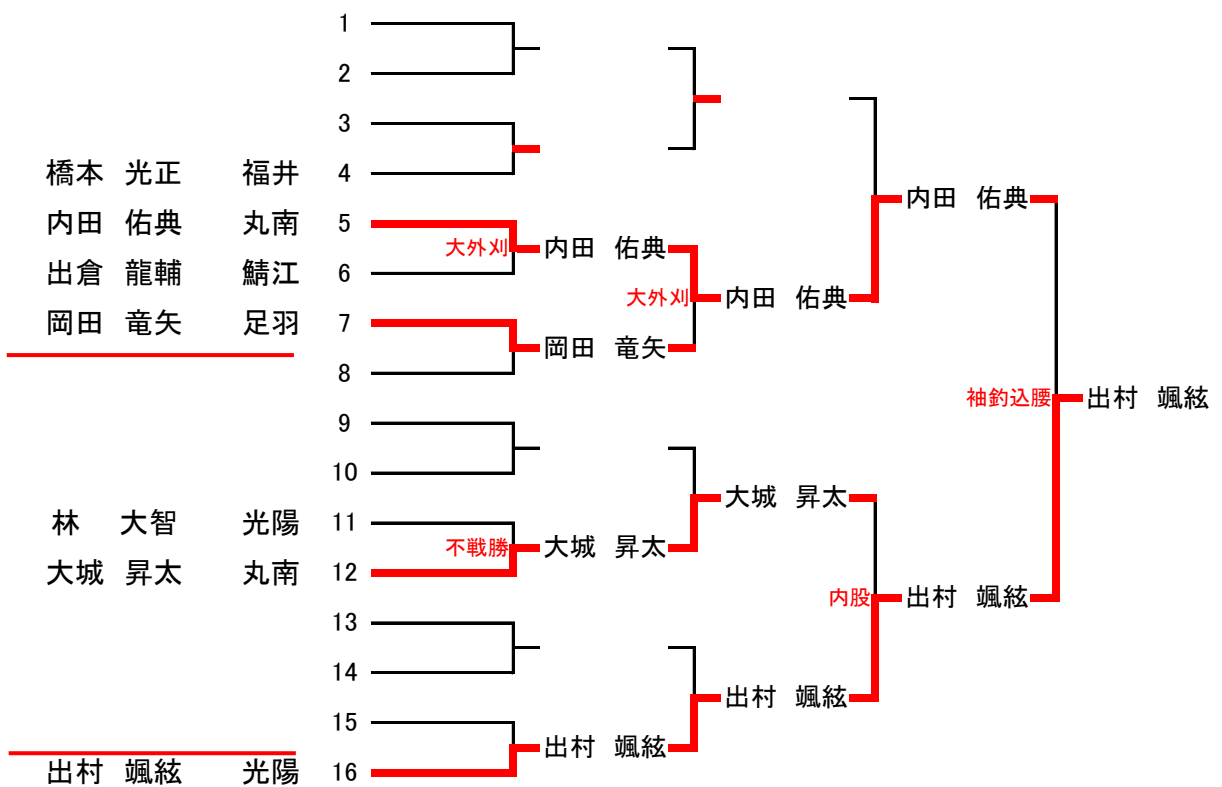 1
2
3
橋本 光正 福井 4
内田 佑典 丸南 5
大外刈 内田 佑典
内田 佑典
出倉 龍輔 鯖江 6
大外刈 内田 佑典
岡田 竜矢 足羽 7
岡田 竜矢
8
袖釣込腰 出村 颯絃
9
10
大城 昇太
林 大智 光陽 11
不戦勝 大城 昇太
大城 昇太 丸南 12
内股 出村 颯絃
13
14
出村 颯絃
15
出村 颯絃
出村 颯絃 光陽 16